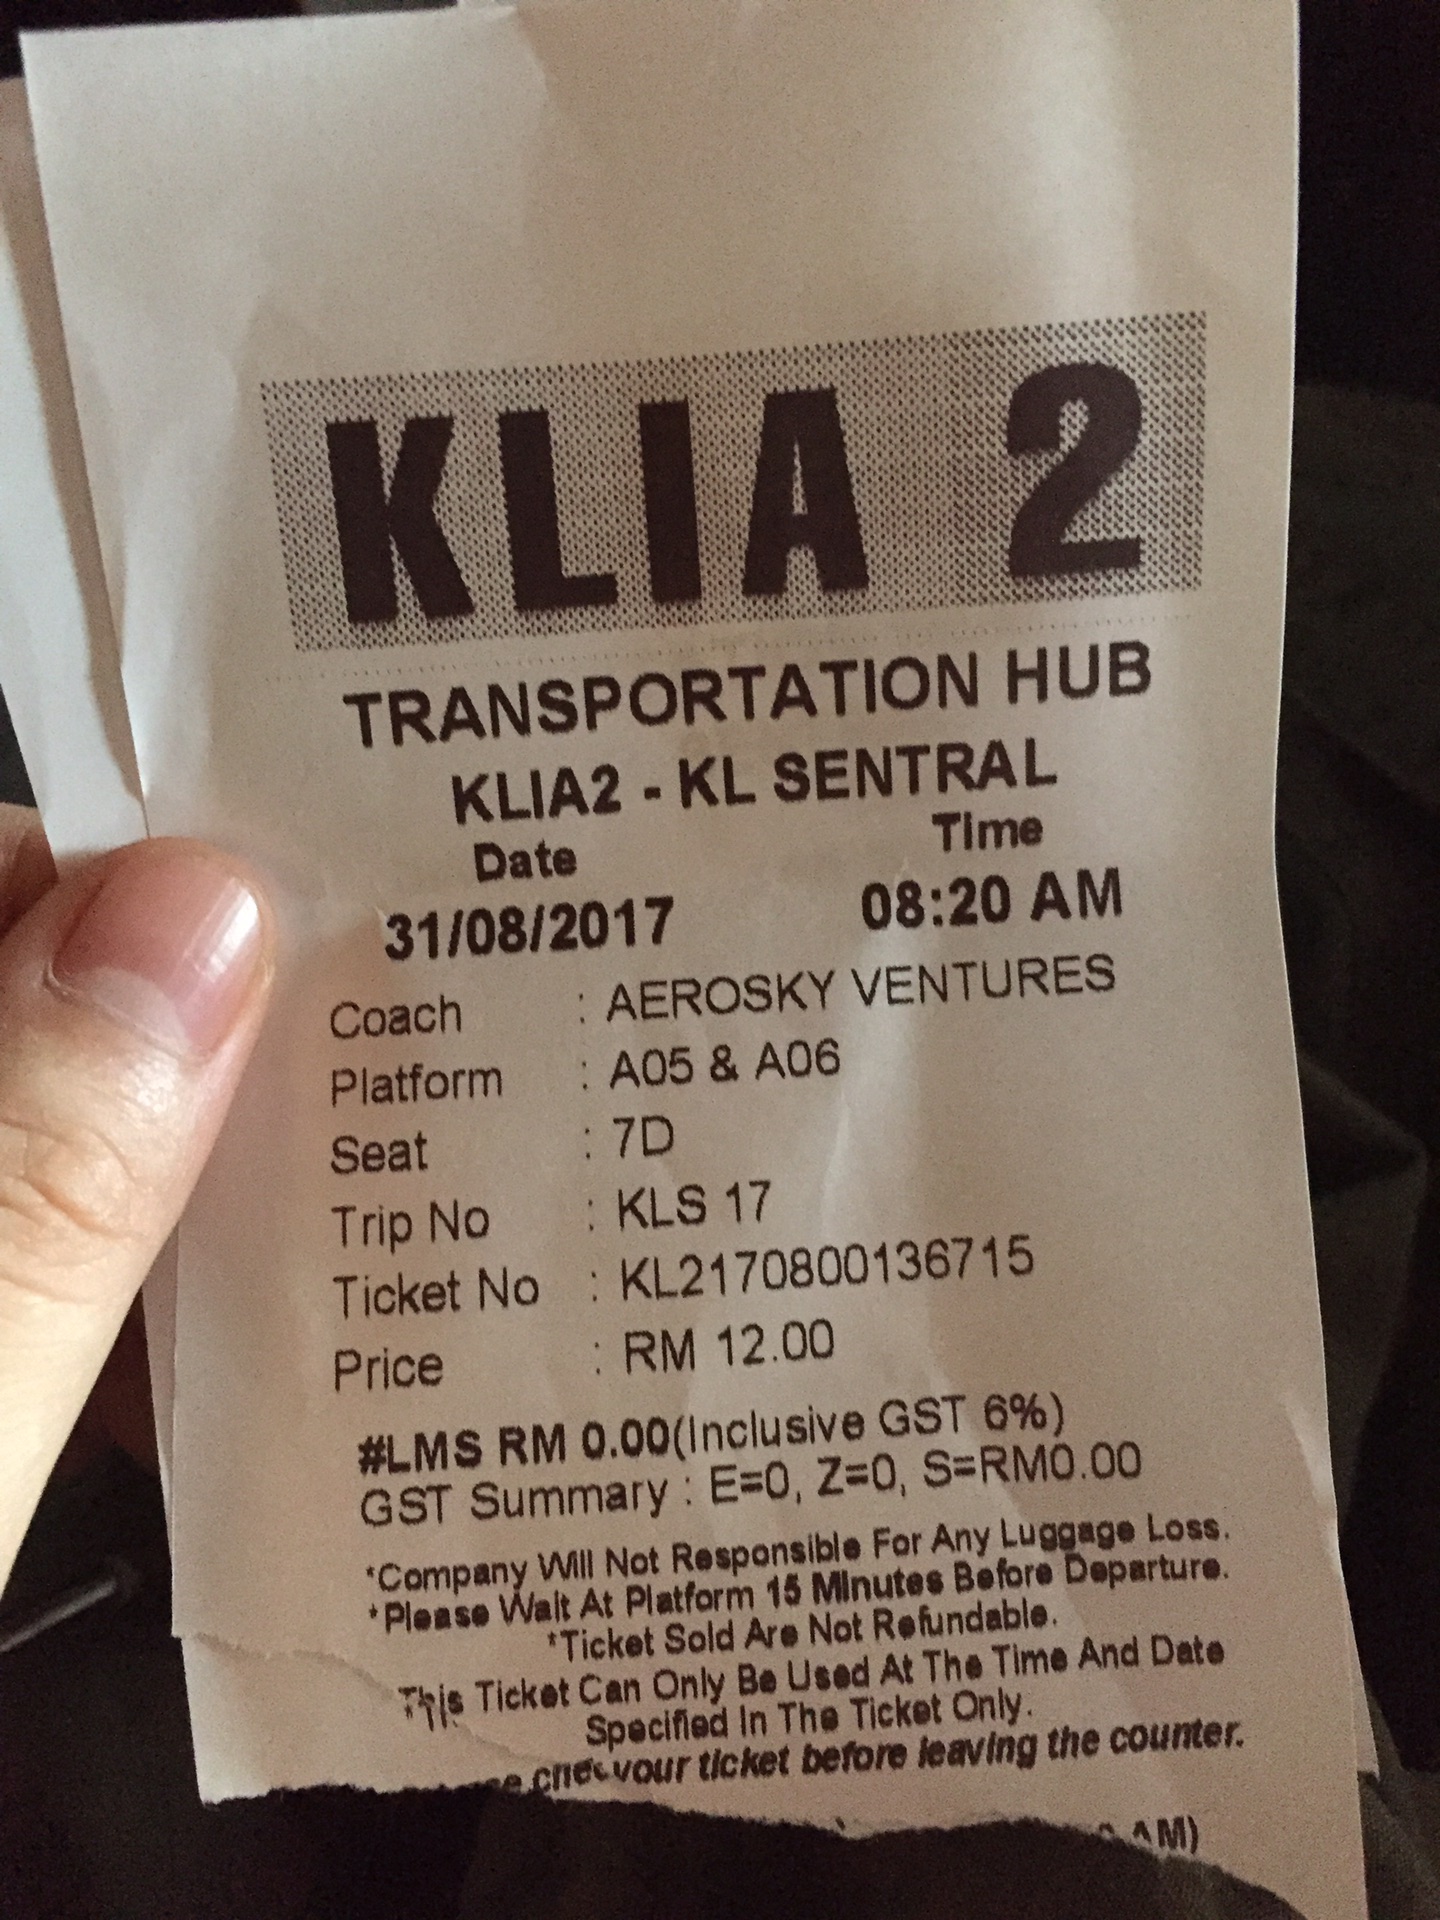 KLIA 2
TRANSPORTATION HUB
KLIA2 - KL SENTRAL
Date Time
31/08/2017 08:20 AM
Coach : AEROSKY VENTURES
Platform : A05 & A06
Seat : 7D
Trip No : KLS 17
Ticket No : KL2170800136715
Price : RM 12.00
#LMS RM 0.00(Inclusive GST 6%)
GST Summary : E=0, Z=0, S=RM0.00
*Company Will Not Responsible For Any Luggage Loss.
*Please Wait At Platform 15 Minutes Before Departure.
*Ticket Sold Are Not Refundable.
*This Ticket Can Only Be Used At The Time And Date
Specified In The Ticket Only.
your ticket before leaving the counter.
AM)